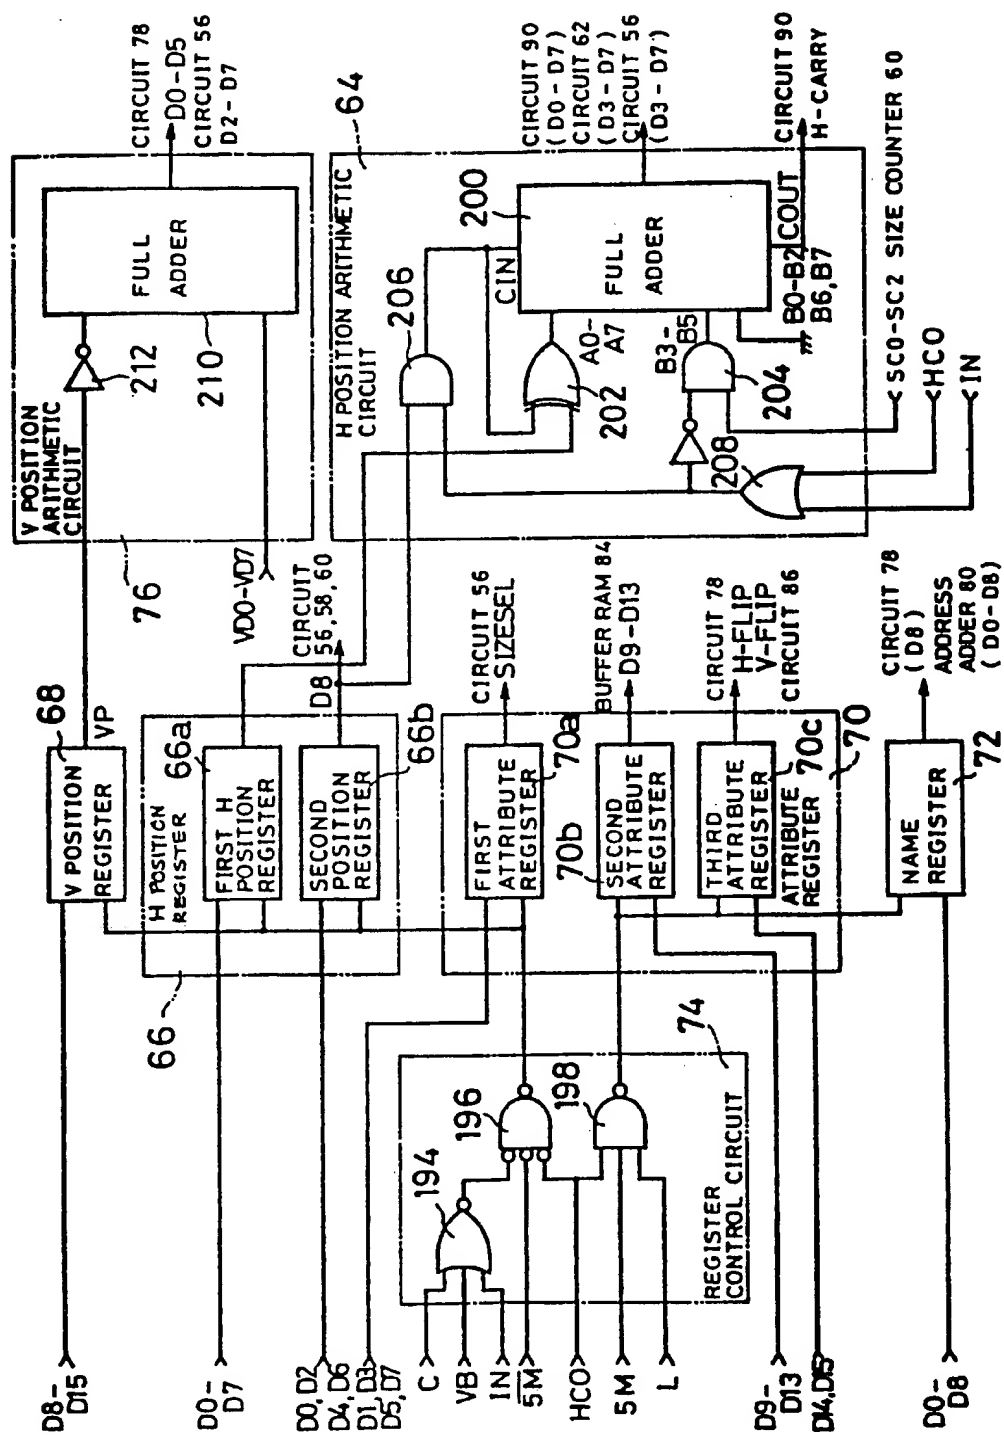 D8-
D15
V POSITION
REGISTER
68
VP
V POSITION
ARITHMETIC
CIRCUIT
76
212
FULL
ADDER
210
VD0-VD7
CIRCUIT 78
D0-D5
CIRCUIT 56
D2-D7
66
H POSITION
REGISTER
D0-
D7
FIRST H
POSITION
REGISTER
66a
D0, D2
D4, D6
SECOND
POSITION
REGISTER
66b
D8
CIRCUIT
56, 58, 60
D1, D3
D5, D7
FIRST
ATTRIBUTE
REGISTER
70a
CIRCUIT 56
SIZESEL
70b
SECOND
ATTRIBUTE
REGISTER
BUFFER RAM 84
D9-D13
THIRD
ATTRIBUTE
REGISTER
70c
ATTRIBUTE
REGISTER
70
CIRCUIT 78
H-FLIP
V-FLIP
CIRCUIT 86
C
VB
IN
5M
HCO
5M
L
194
196
198
REGISTER
CONTROL CIRCUIT
74
D9-
D13
D14, D15
D0-
D8
NAME
REGISTER
72
CIRCUIT 78
(D8)
ADDRESS
ADDER 80
(D0-D8)
H POSITION ARITHMETIC
CIRCUIT
64
206
202
A0-
A7
CIN
200
FULL
ADDER
COUT
B3-
B5
204
208
B0-B2
B6, B7
CIRCUIT 90
(D0-D7)
CIRCUIT 62
(D3-D7)
CIRCUIT 56
(D3-D7)
CIRCUIT 90
H-CARRY
SC0-SC2 SIZE COUNTER 60
HCO
IN